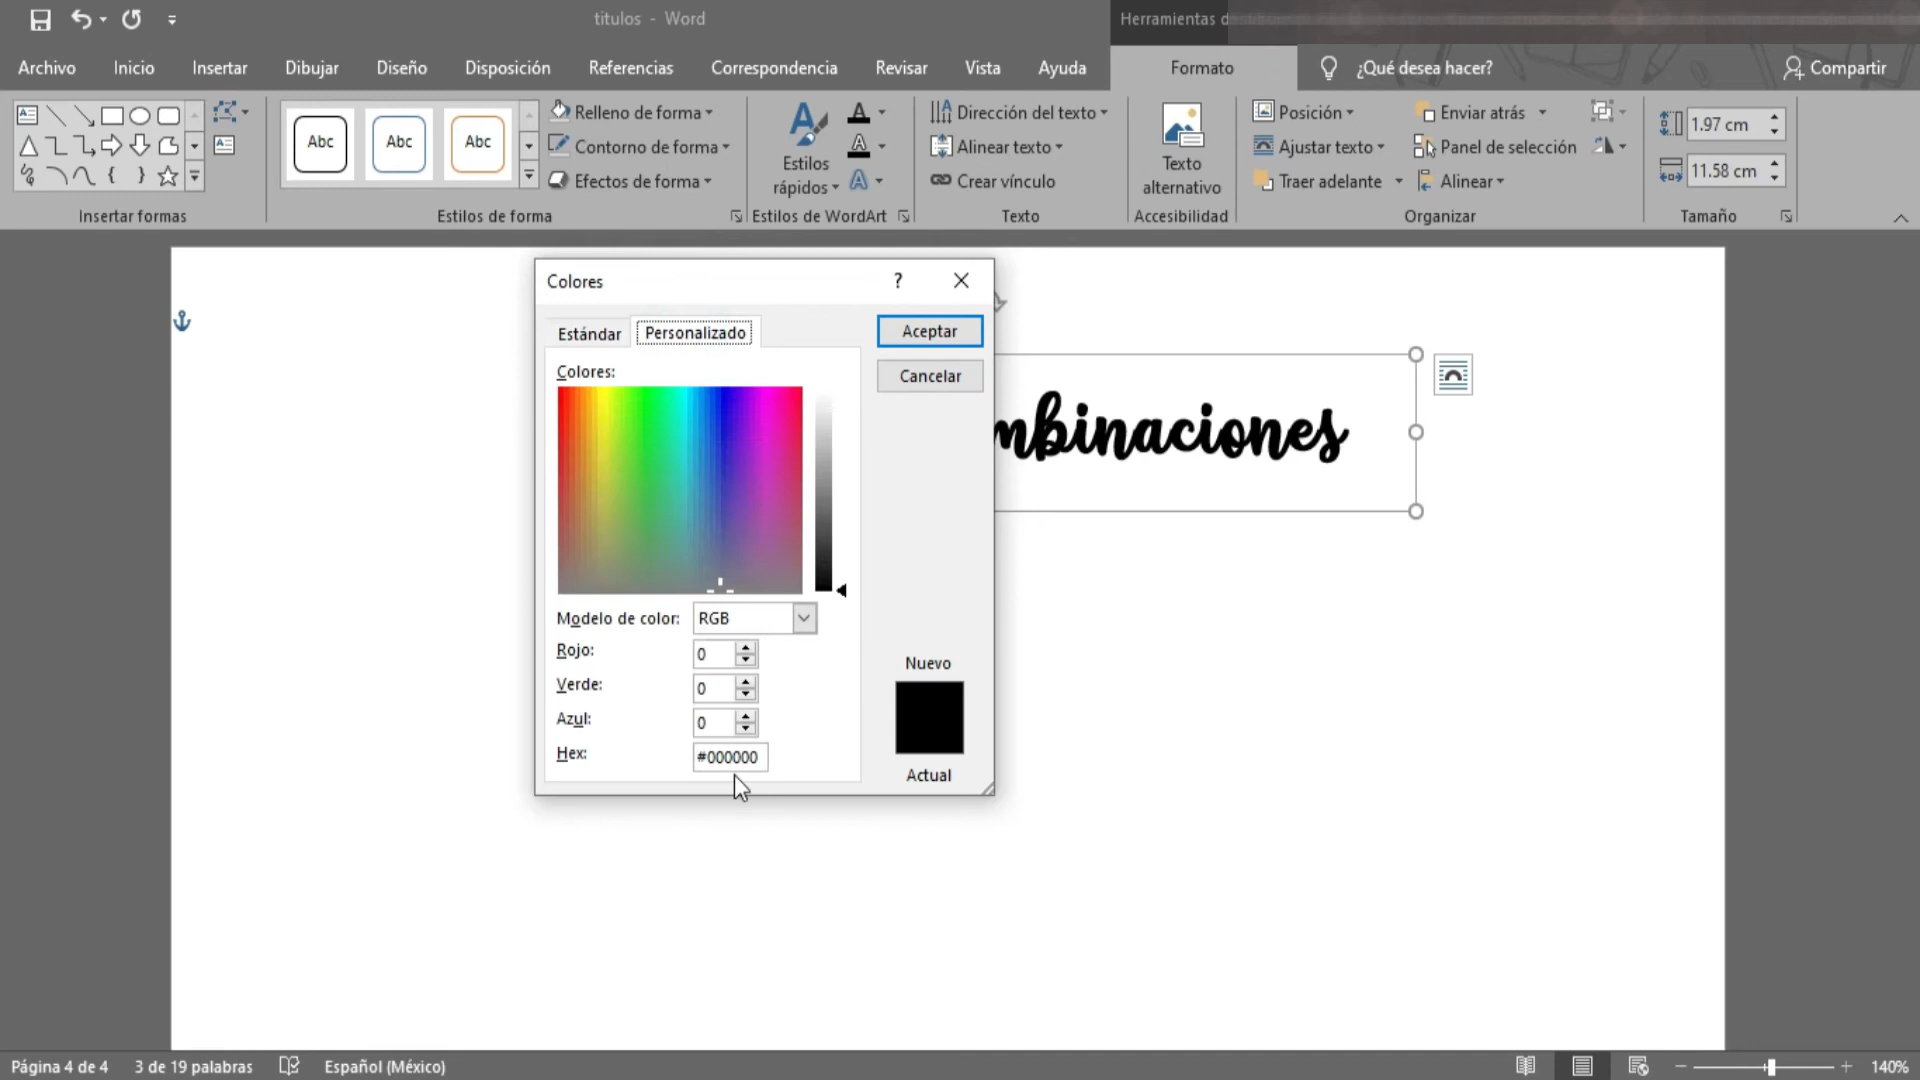 titulos - Word
Herramientas d
Archivo Inicio Insertar Dibujar Diseño Disposición Referencias Correspondencia Revisar Vista Ayuda Formato ¿Qué desea hacer? Compartir
Abc Abc Abc
Relleno de forma
Contorno de forma
Efectos de forma
Estilos
rápidos
Dirección del texto
Alinear texto
Crear vínculo
Texto
alternativo
Posición
Ajustar texto
Traer adelante
Enviar atrás
Panel de selección
Alinear
1.97 cm
11.58 cm
Insertar formas Estilos de forma Estilos de WordArt Texto Accesibilidad Organizar Tamaño
Colores
?
Estándar Personalizado
Aceptar
Cancelar
Colores:
mbinaciones
Modelo de color: RGB
Rojo: 0
Verde: 0
Azul: 0
Hex: #000000
Nuevo
Actual
Página 4 de 4 3 de 19 palabras Español (México) 140%